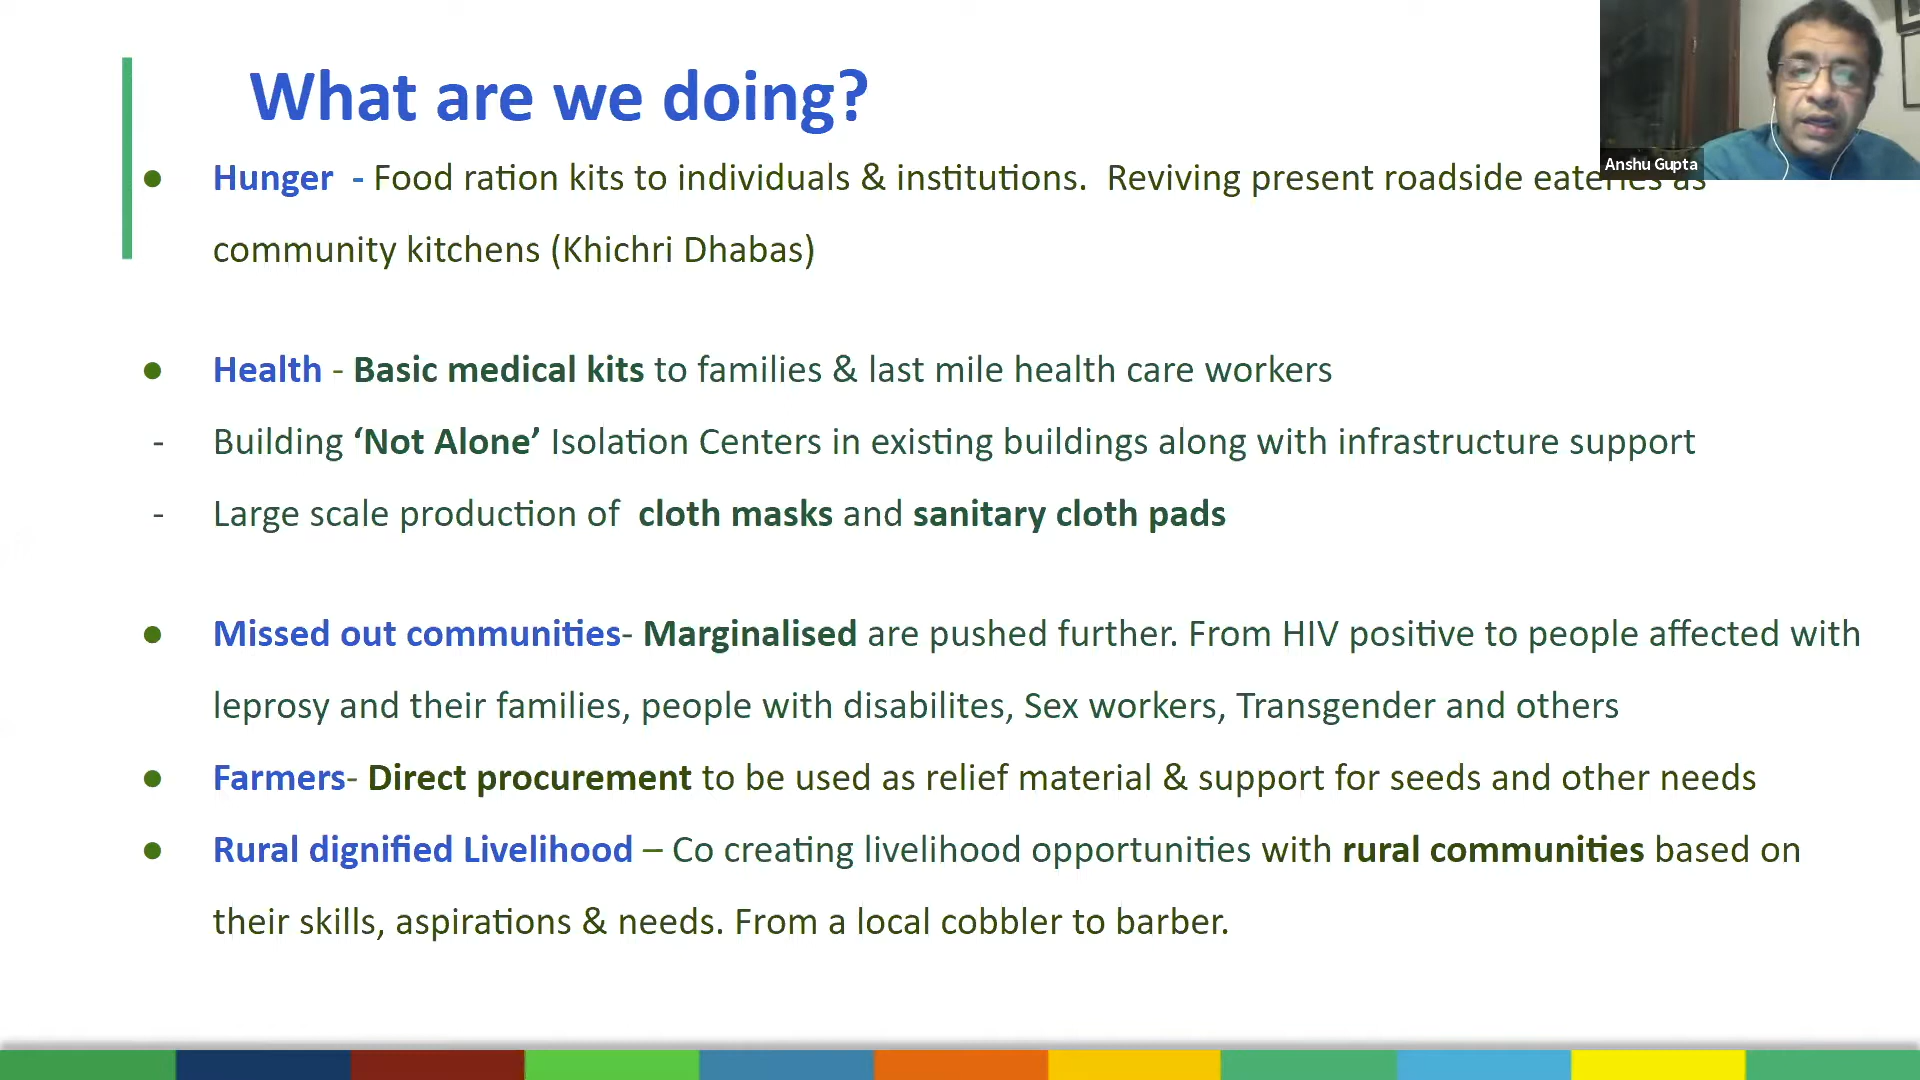 What are we doing?
Anshu Gupta
● Hunger - Food ration kits to individuals & institutions. Reviving present roadside eateries as
community kitchens (Khichri Dhabas)
● Health - Basic medical kits to families & last mile health care workers
- Building ‘Not Alone’ Isolation Centers in existing buildings along with infrastructure support
- Large scale production of cloth masks and sanitary cloth pads
● Missed out communities- Marginalised are pushed further. From HIV positive to people affected with
leprosy and their families, people with disabilites, Sex workers, Transgender and others
● Farmers- Direct procurement to be used as relief material & support for seeds and other needs
● Rural dignified Livelihood – Co creating livelihood opportunities with rural communities based on
their skills, aspirations & needs. From a local cobbler to barber.